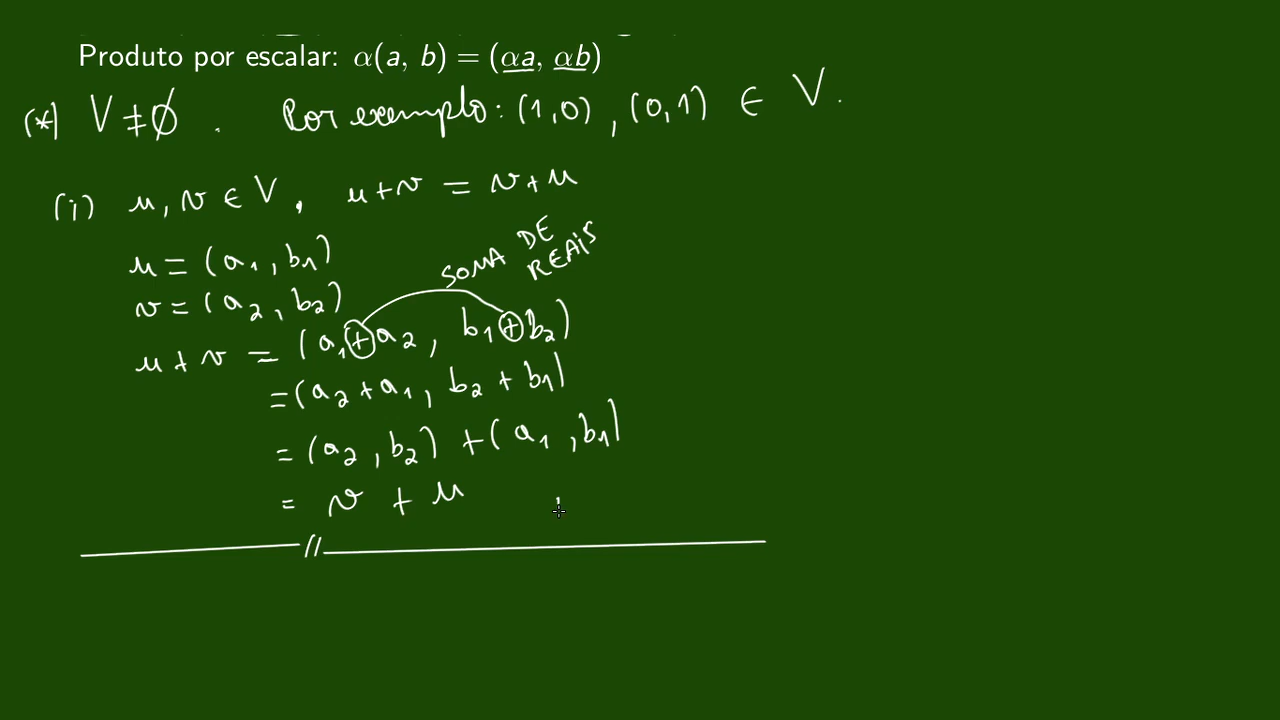 Produto por escalar: α(a, b) = (αa, αb)
(*) V ≠ ∅ . Por exemplo: (1,0) , (0,1) ∈ V.
(i) u, v ∈ V, u + v = v + u
u = (a₁, b₁)
SOMA DE REAIS
v = (a₂, b₂)
u + v = (a₁ + a₂, b₁ + b₂)
= (a₂ + a₁, b₂ + b₁)
= (a₂, b₂) + (a₁, b₁)
= v + u
//